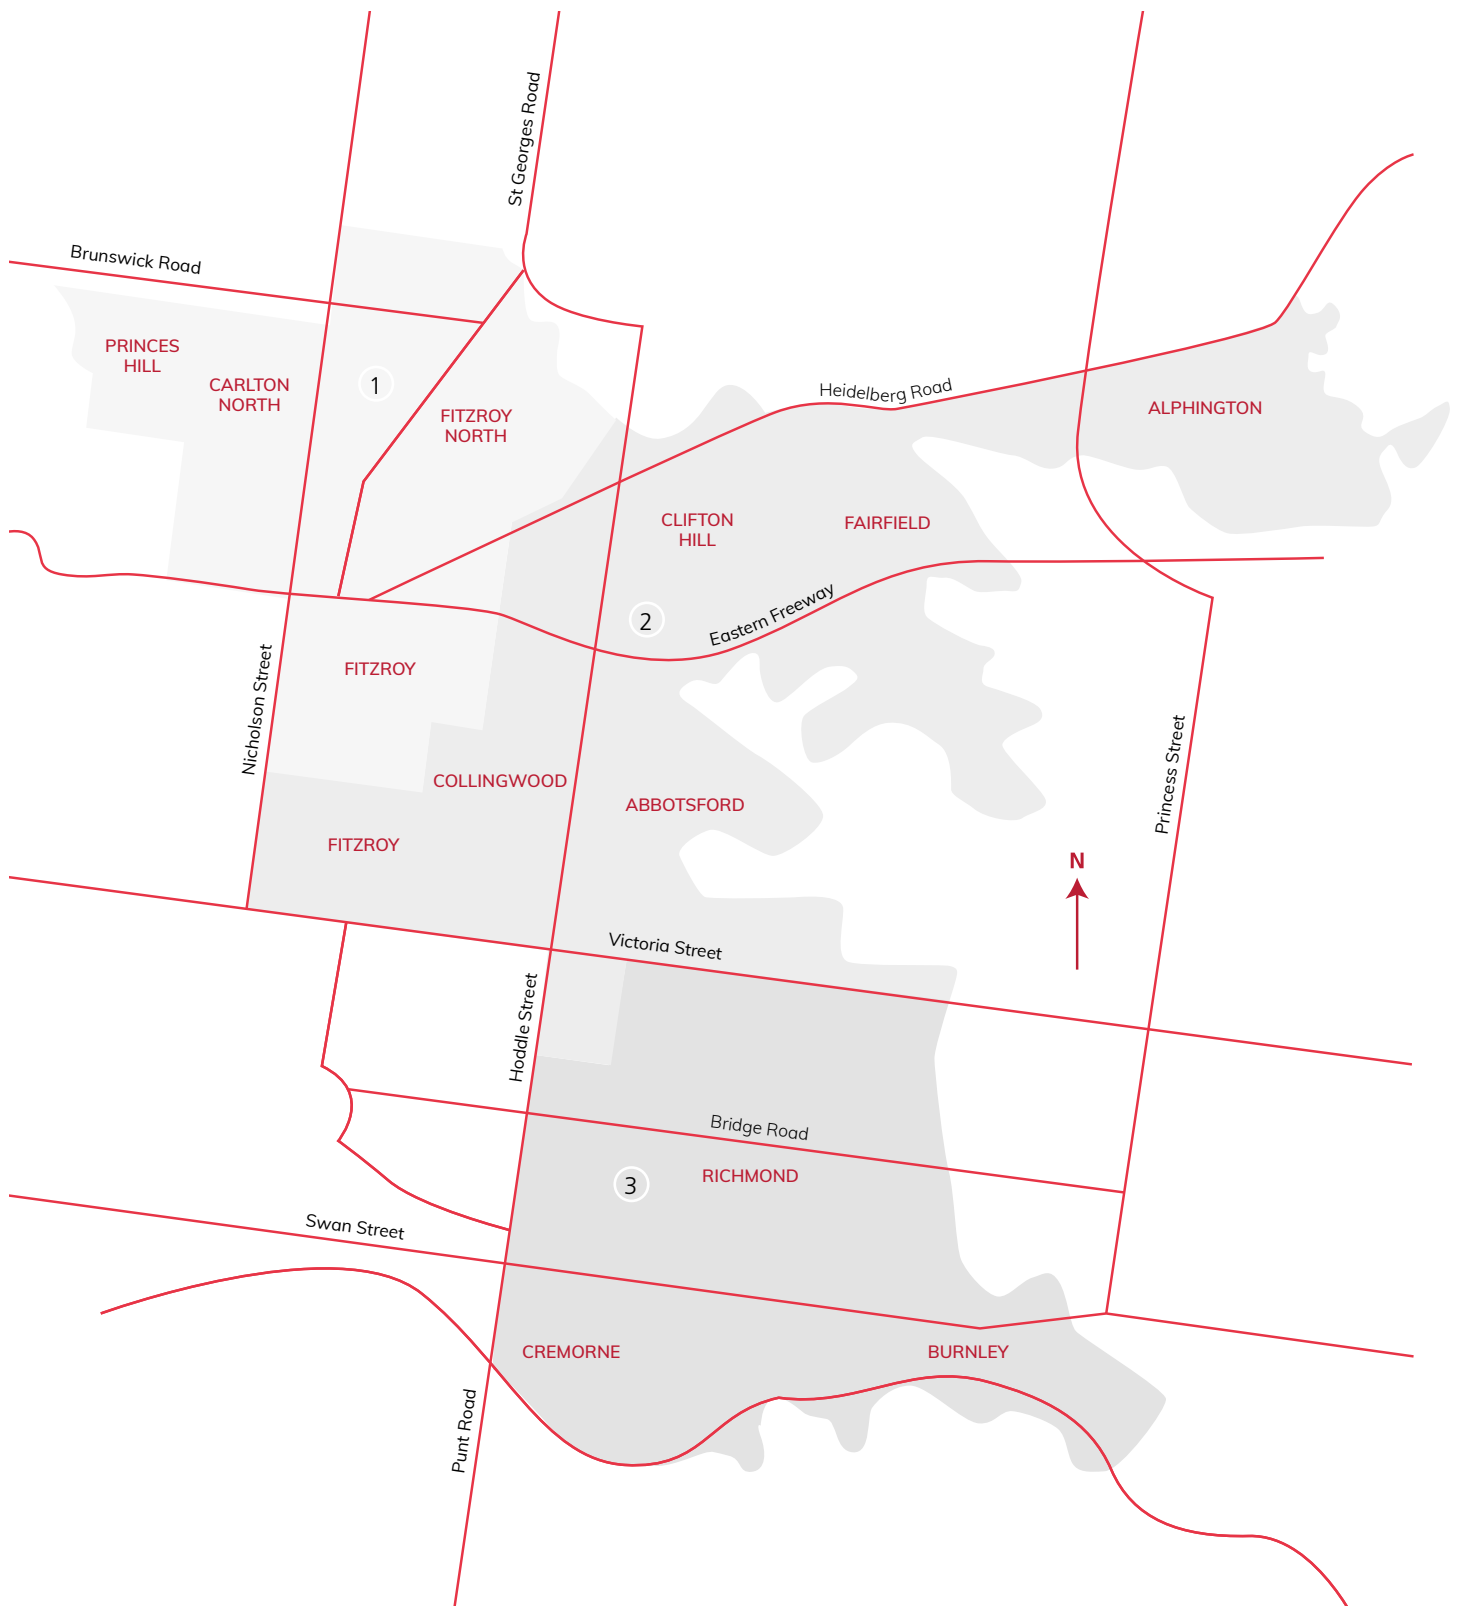 St Georges Road
Brunswick Road
PRINCES
HILL
CARLTON
NORTH
1
FITZROY
NORTH
Heidelberg Road
ALPHINGTON
CLIFTON
HILL
FAIRFIELD
2
Eastern Freeway
FITZROY
Nicholson Street
COLLINGWOOD
ABBOTSFORD
Princess Street
FITZROY
N
Victoria Street
Hoddle Street
Bridge Road
RICHMOND
3
Swan Street
CREMORNE
BURNLEY
Punt Road